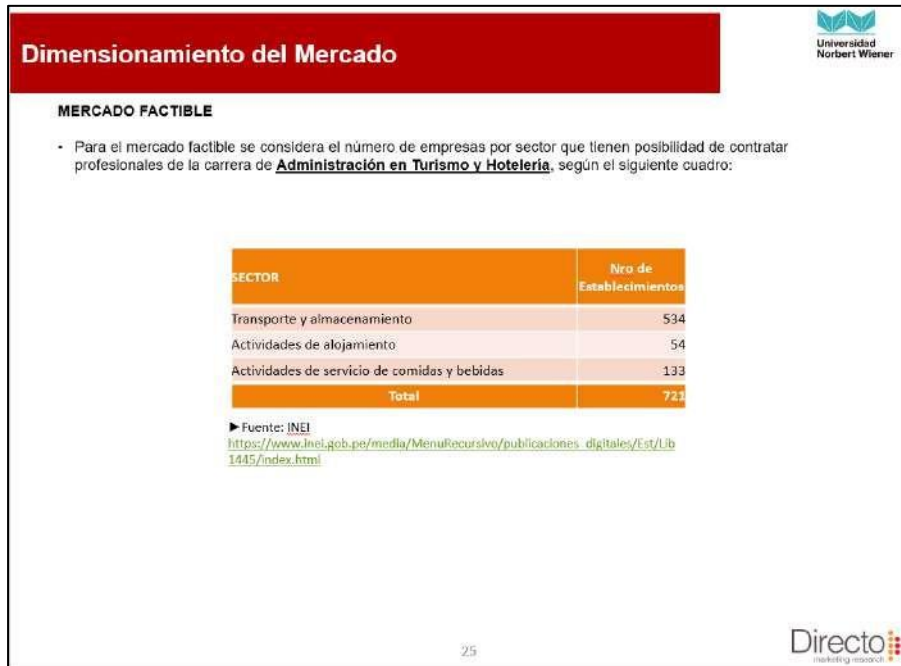 Dimensionamiento del Mercado
Universidad
Norbert Wiener
MERCADO FACTIBLE
- Para el mercado factible se considera el número de empresas por sector que tienen posibilidad de contratar
profesionales de la carrera de Administración en Turismo y Hotelería, según el siguiente cuadro:
SECTOR Nro de Establecimientos
Transporte y almacenamiento 534
Actividades de alojamiento 54
Actividades de servicio de comidas y bebidas 133
Total 721
►Fuente: INEI
https://www.inei.gob.pe/media/MenuRecursivo/publicaciones_digitales/Est/Lib
1445/index.html
25
Directo
marketing research